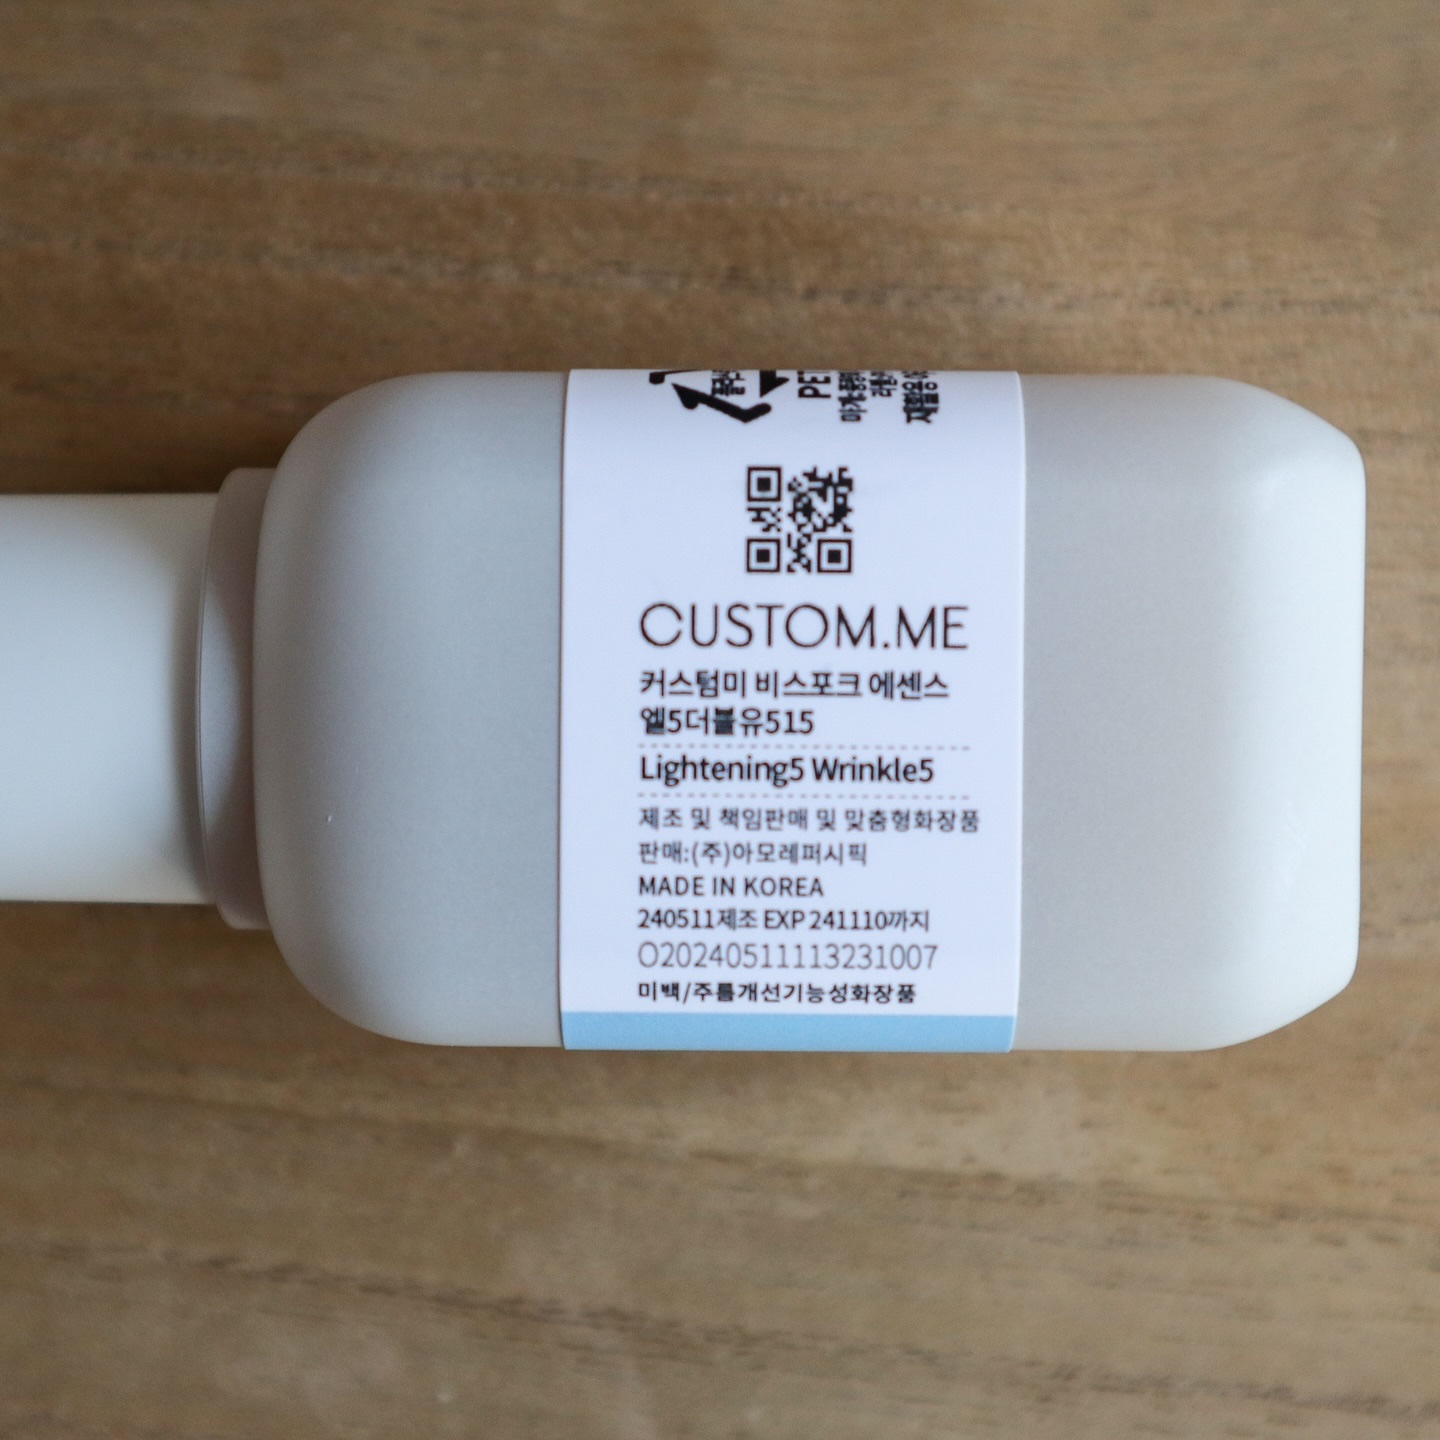 PET
CUSTOM.ME
커스텀미 비스포크 에센스
엘5더블유515
Lightening5 Wrinkle5
제조 및 책임판매 및 맞춤형화장품
판매:(주)아모레퍼시픽
MADE IN KOREA
240511제조 EXP 241110까지
O20240511113231007
미백/주름개선기능성화장품